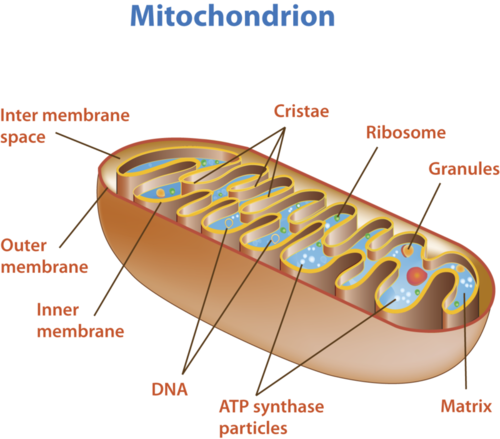 Mitochondrion
Cristae
Inter membrane
space
Ribosome
Granules
Outer
membrane
Inner
membrane
DNA
ATP synthase
particles
Matrix